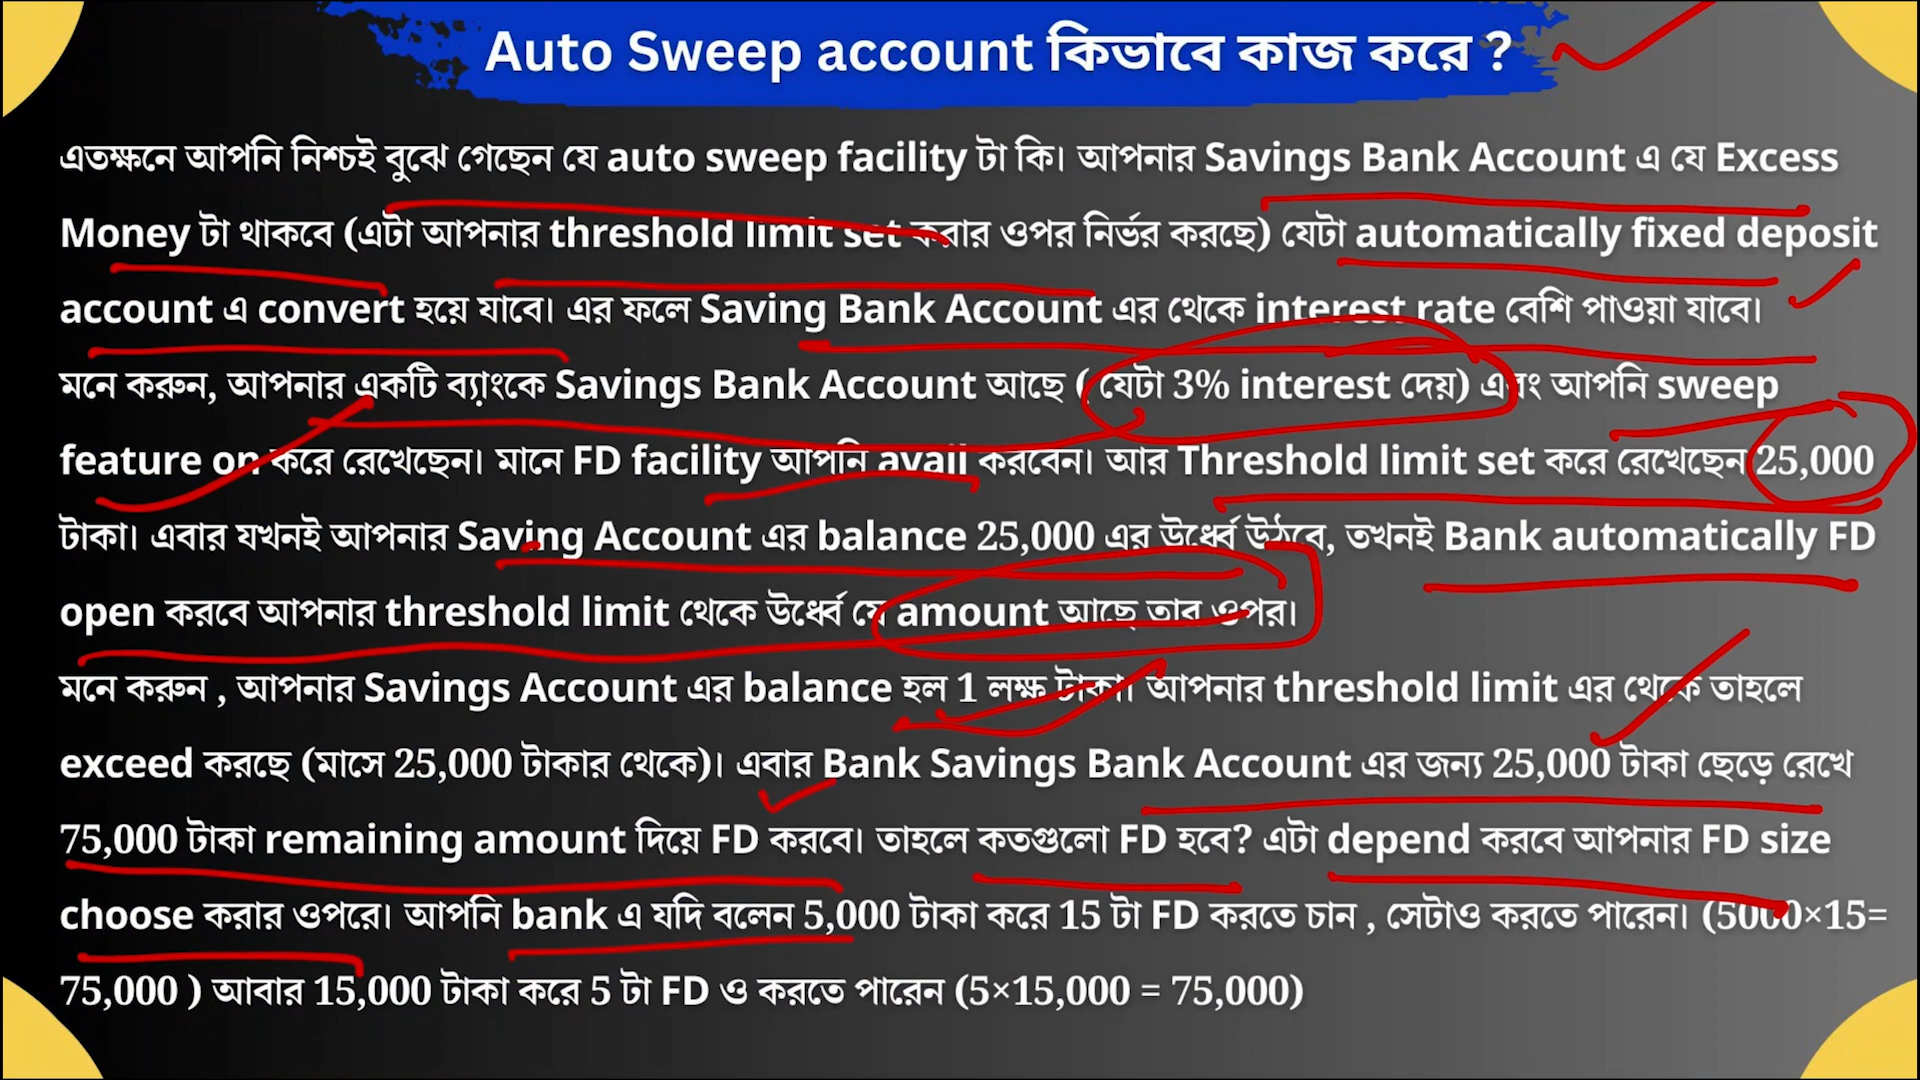 Auto Sweep account কিভাবে কাজ করে ?
এতক্ষনে আপনি নিশ্চই বুঝে গেছেন যে auto sweep facility টা কি। আপনার Savings Bank Account এ যে Excess
Money টা থাকবে (এটা আপনার threshold limit set করার ওপর নির্ভর করছে) যেটা automatically fixed deposit
account এ convert হয়ে যাবে। এর ফলে Saving Bank Account এর থেকে interest rate বেশি পাওয়া যাবে।
মনে করুন, আপনার একটি ব্যাংকে Savings Bank Account আছে ( যেটা 3% interest দেয়) এবং আপনি sweep
feature on করে রেখেছেন। মানে FD facility আপনি avail করবেন। আর Threshold limit set করে রেখেছেন 25,000
টাকা। এবার যখনই আপনার Saving Account এর balance 25,000 এর উর্ধ্বে উঠবে, তখনই Bank automatically FD
open করবে আপনার threshold limit থেকে উর্ধ্বে যে amount আছে তার ওপর।
মনে করুন , আপনার Savings Account এর balance হল 1 লক্ষ টাকা। আপনার threshold limit এর থেকে তাহলে
exceed করছে (মাসে 25,000 টাকার থেকে)। এবার Bank Savings Bank Account এর জন্য 25,000 টাকা ছেড়ে রেখে
75,000 টাকা remaining amount দিয়ে FD করবে। তাহলে কতগুলো FD হবে? এটা depend করবে আপনার FD size
choose করার ওপরে। আপনি bank এ যদি বলেন 5,000 টাকা করে 15 টা FD করতে চান , সেটাও করতে পারেন। (5000×15=
75,000 ) আবার 15,000 টাকা করে 5 টা FD ও করতে পারেন (5×15,000 = 75,000)